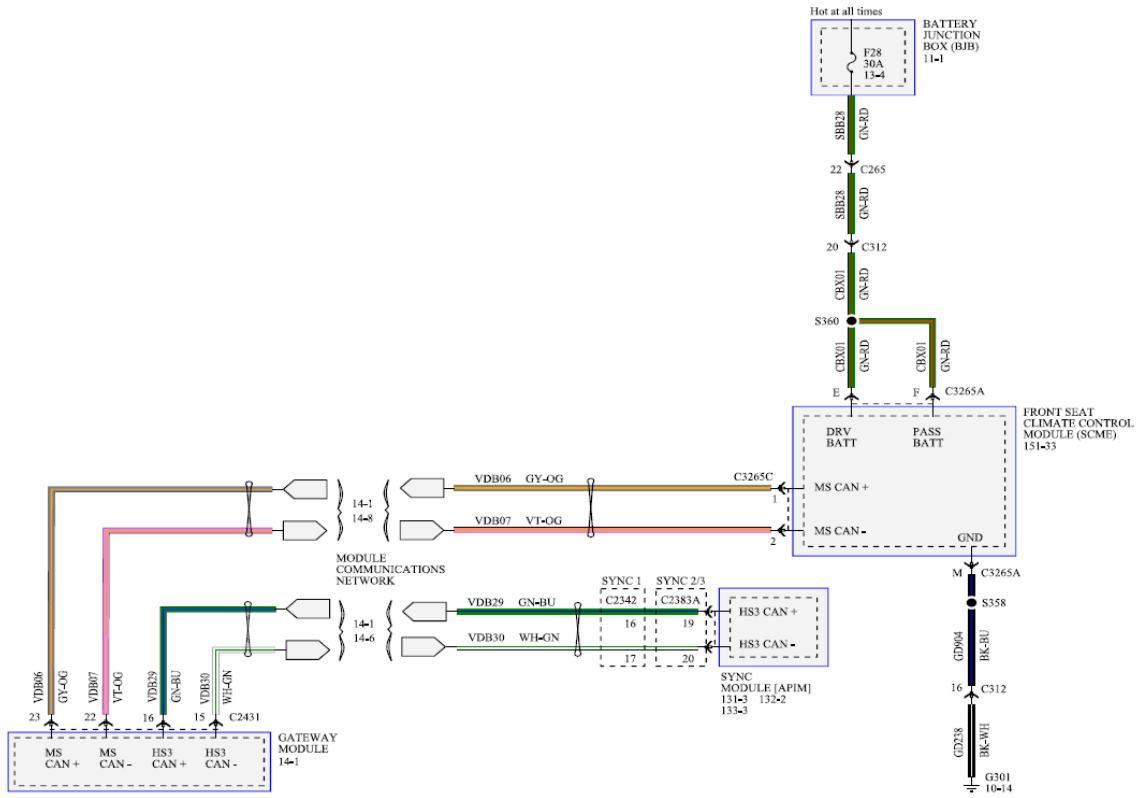 Hot at all times
BATTERY
JUNCTION
BOX (BJB)
11-1
F28
30A
13-4
SBB28
GN-RD
22
C265
SBB28
GN-RD
20
C312
CBX01
GN-RD
S360
CBX01
GN-RD
CBX01
GN-RD
E
F
C3265A
FRONT SEAT
CLIMATE CONTROL
MODULE (SCME)
151-33
DRV
BATT
PASS
BATT
VDB06 GY-OG
C3265C
1
MS CAN +
14-1
14-8
VDB07 VT-OG
2
MS CAN -
GND
MODULE
COMMUNICATIONS
NETWORK
M
C3265A
S358
SYNC 1
SYNC 2/3
VDB29 GN-BU
C2342
C2383A
16
19
HS3 CAN +
14-1
14-6
VDB30 WH-GN
17
20
HS3 CAN -
SYNC
MODULE [APIM]
131-3 132-2
133-3
GD904
BK-BU
16
C312
GD238
BK-WH
G301
10-14
VDB06
GY-OG
VDB07
VT-OG
VDB29
GN-BU
VDB30
WH-GN
23
22
16
15
C2431
GATEWAY
MODULE
14-1
MS
CAN +
MS
CAN -
HS3
CAN +
HS3
CAN -